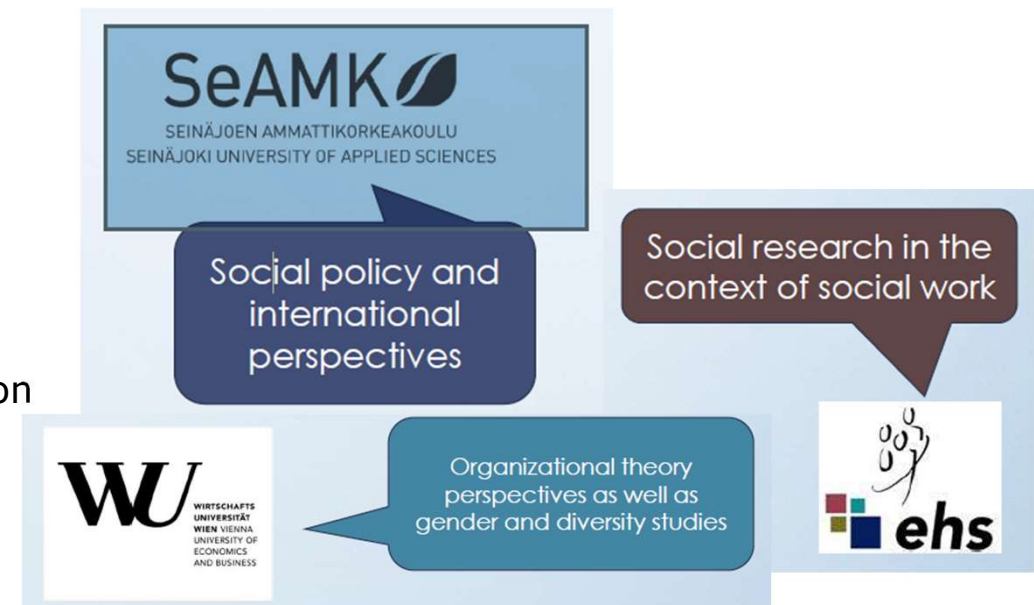 SeAMK
SEINÄJOEN AMMATTIKORKEAKOULU
SEINÄJOKI UNIVERSITY OF APPLIED SCIENCES
Social policy and
international
perspectives
Social research in the
context of social work
on
WU
WIRTSCHAFTS
UNIVERSITÄT
WIEN VIENNA
UNIVERSITY OF
ECONOMICS
AND BUSINESS
Organizational theory
perspectives as well as
gender and diversity studies
ehs